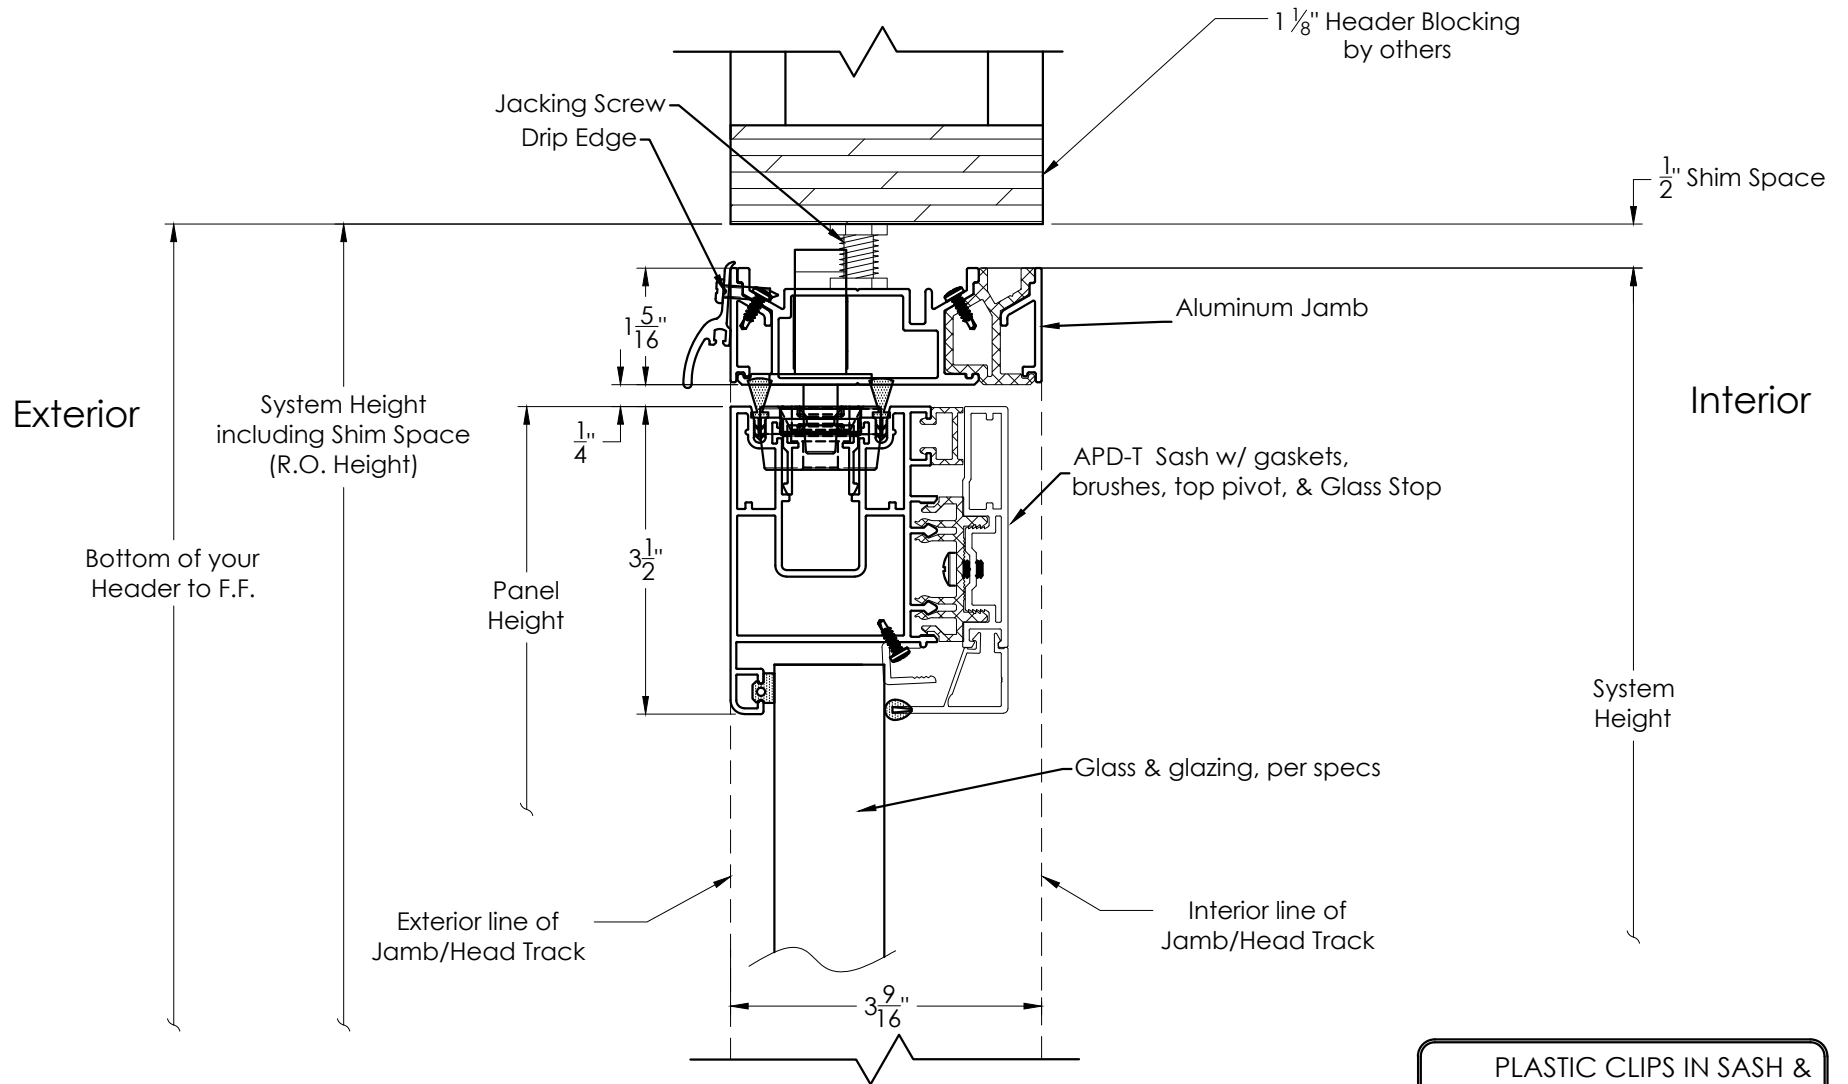 1 1/8" Header Blocking
by others
Jacking Screw
Drip Edge
1/2" Shim Space
Aluminum Jamb
1 5/16"
Exterior
System Height
including Shim Space
(R.O. Height)
1/4"
Interior
APD-T Sash w/ gaskets,
brushes, top pivot, & Glass Stop
Bottom of your
Header to F.F.
3 1/2"
Panel
Height
System
Height
Glass & glazing, per specs
Exterior line of
Jamb/Head Track
Interior line of
Jamb/Head Track
3 9/16"
PLASTIC CLIPS IN SASH &